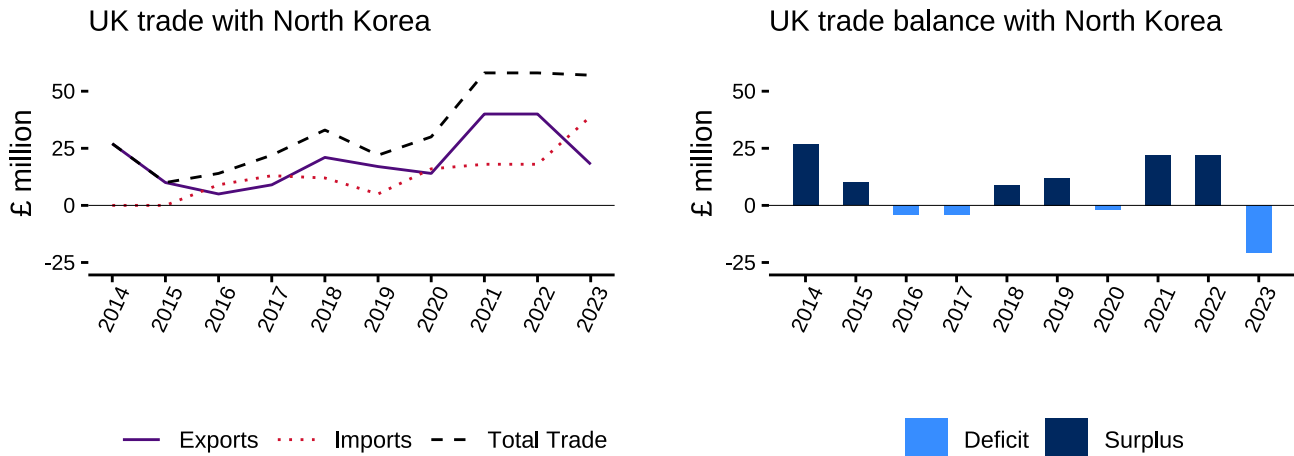 UK trade with North Korea
£ million
50
25
0
-25
2014 2015 2016 2017 2018 2019 2020 2021 2022 2023
Exports Imports Total Trade
UK trade balance with North Korea
£ million
50
25
0
-25
2014 2015 2016 2017 2018 2019 2020 2021 2022 2023
Deficit Surplus